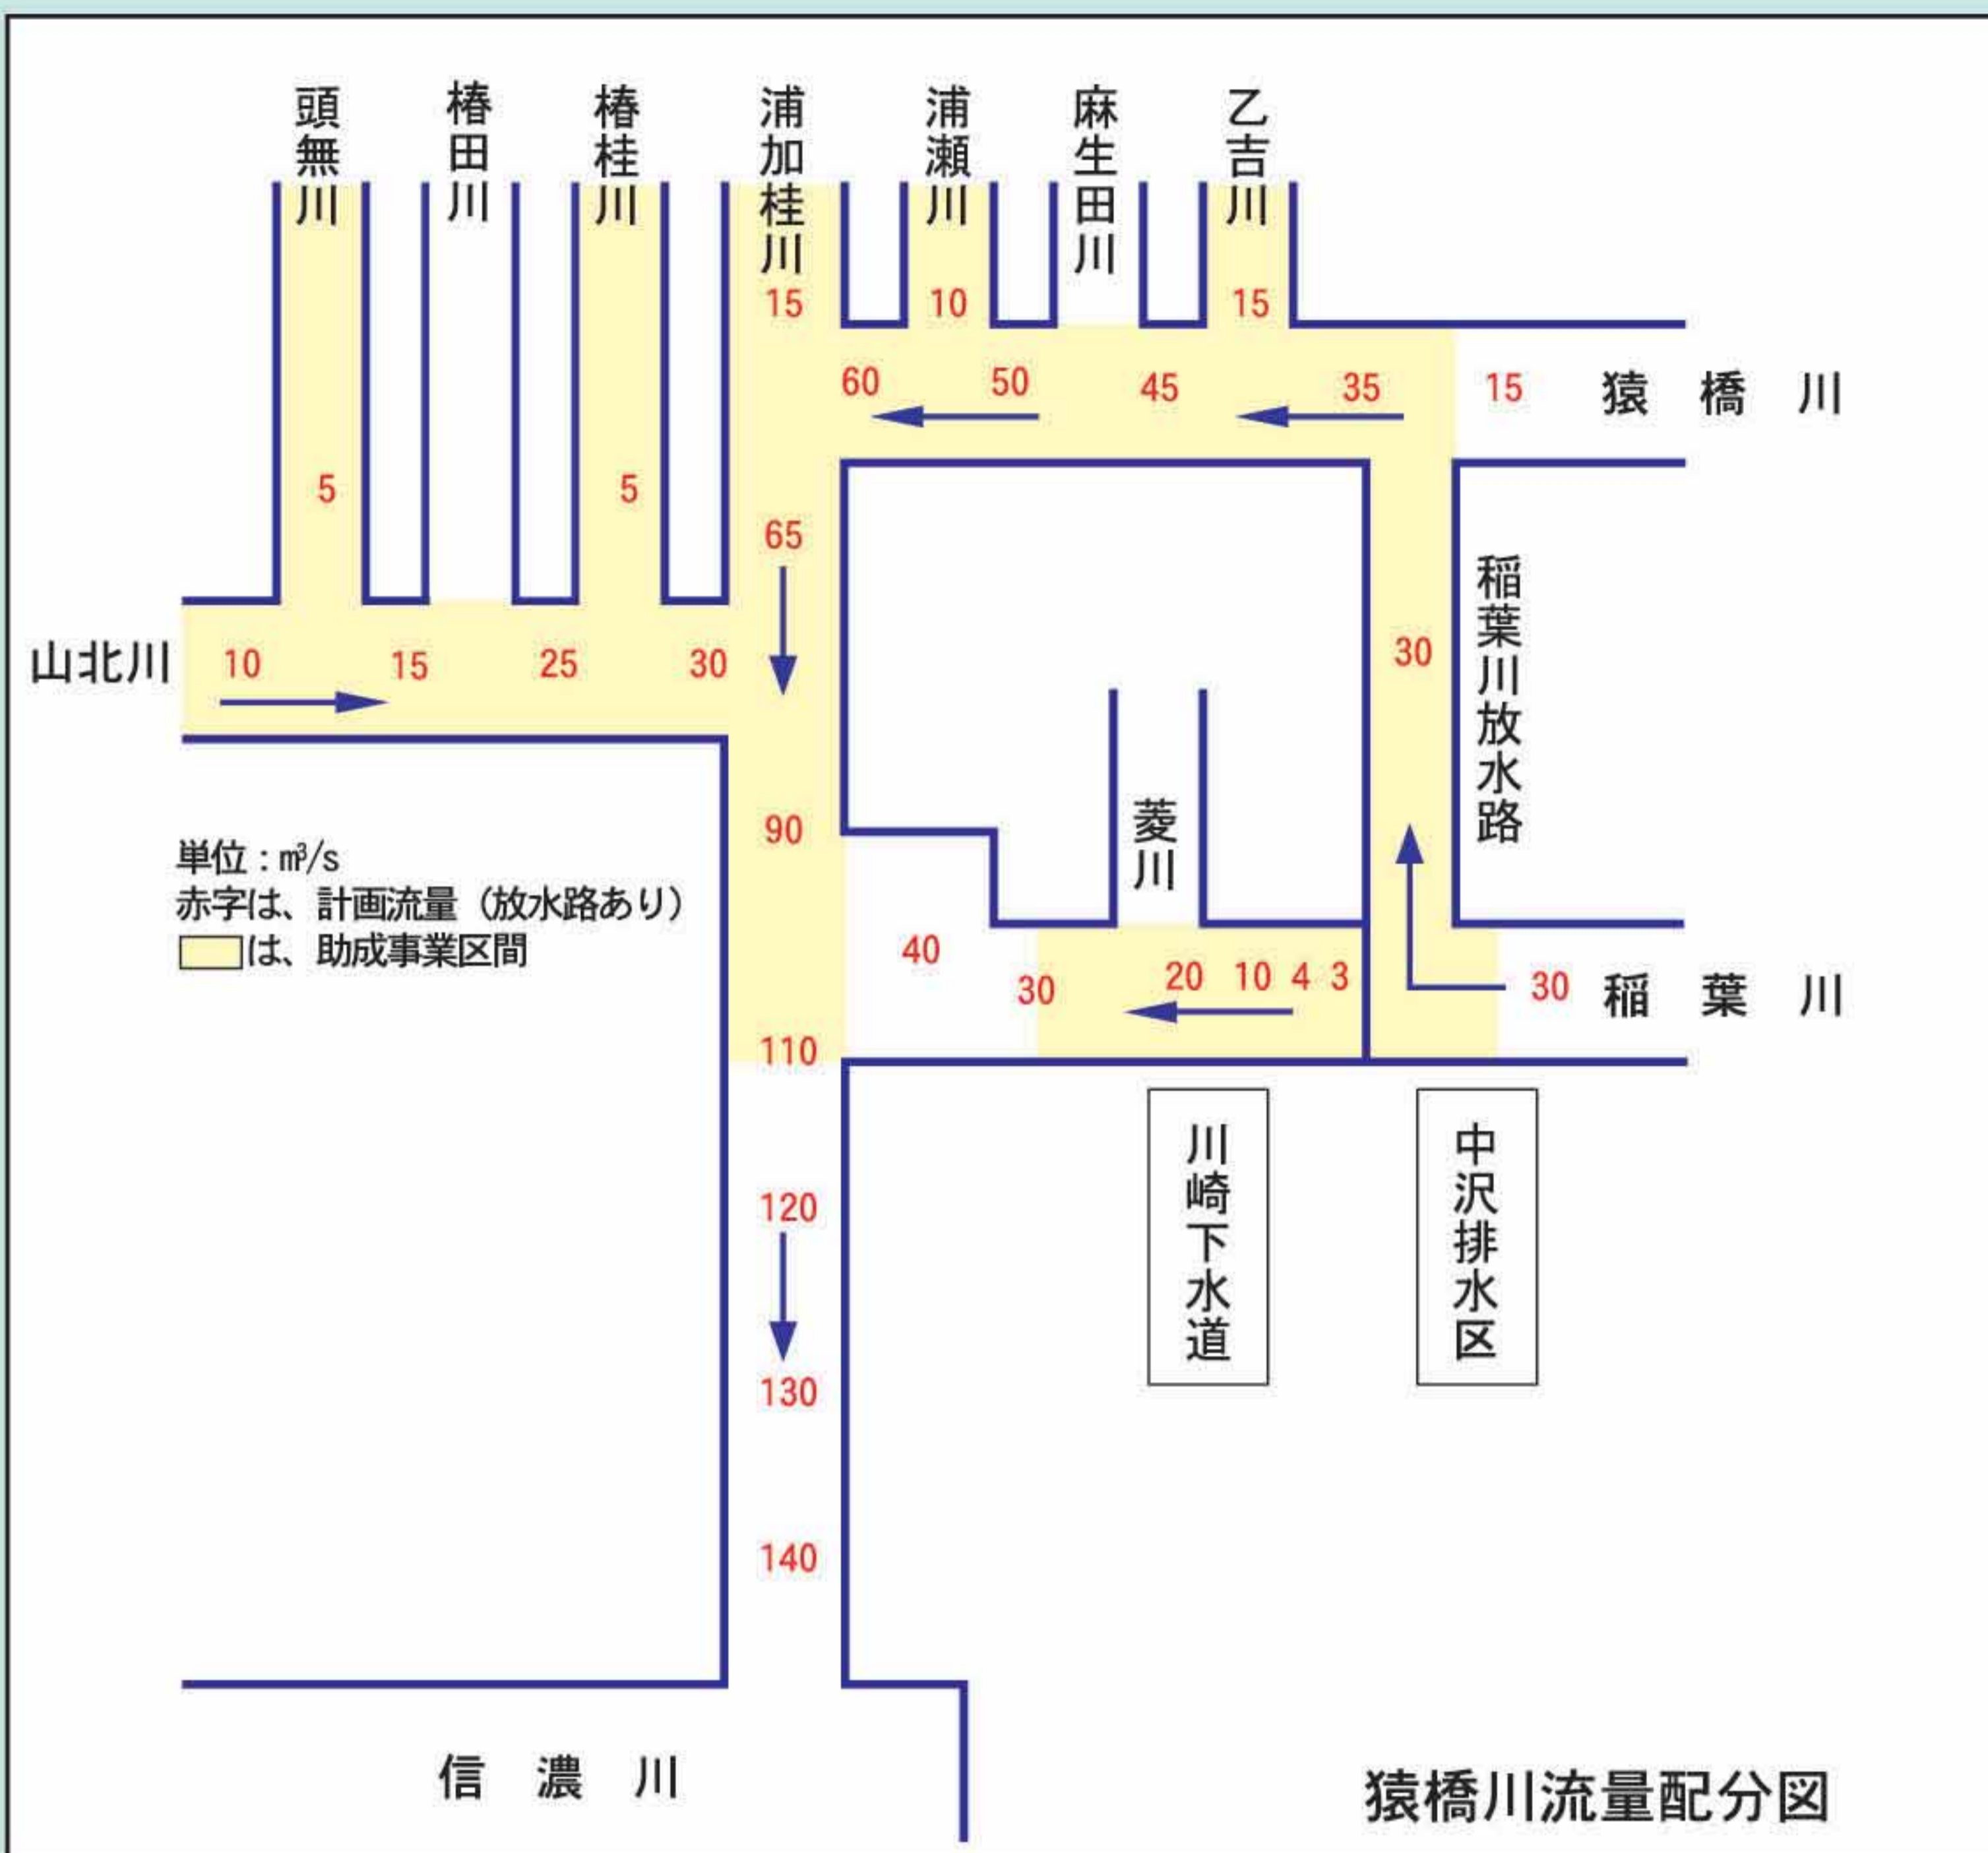 頭無川
椿田川
椿桂川
浦加桂川
浦瀬川
麻生田川
乙吉川
15
10
15
60
50
45
35
15
猿橋川
5
5
65
稲葉川放水路
30
山北川
10
15
25
30
90
菱川
単位：m³/s
赤字は、計画流量（放水路あり）
は、助成事業区間
40
30
20
10
4
3
30
稲葉川
110
川崎下水道
中沢排水区
120
130
140
信濃川
猿橋川流量配分図